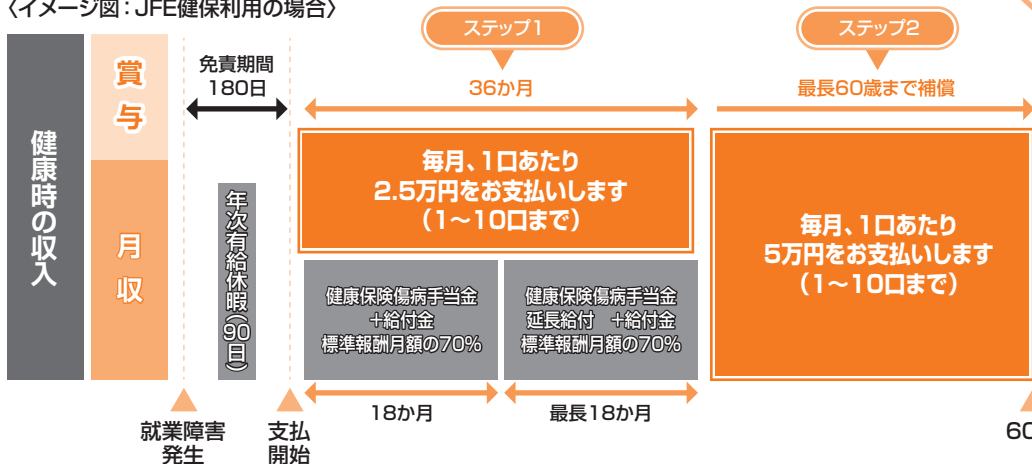 〈イメージ図：JFE健保利用の場合〉
ステップ1
ステップ2
免責期間
180日
36か月
最長60歳まで補償
健康時の収入
賞与
月収
年次有給休暇(90日)
毎月、1口あたり
2.5万円をお支払いします
（1〜10口まで）
毎月、1口あたり
5万円をお支払いします
（1〜10口まで）
健康保険傷病手当金
＋給付金
標準報酬月額の70%
健康保険傷病手当金
延長給付　＋給付金
標準報酬月額の70%
18か月
最長18か月
就業障害
発生
支払
開始
60